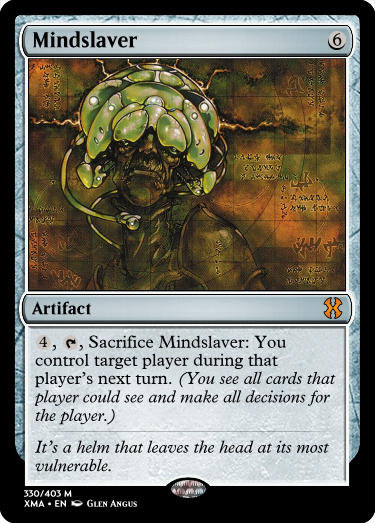 Mindslaver 6
Artifact
4, T, Sacrifice Mindslaver: You
control target player during that
player's next turn. (You see all cards that
player could see and make all decisions for
the player.)
It's a helm that leaves the head at its most
vulnerable.
330/403 M
XMA • EN Glen Angus